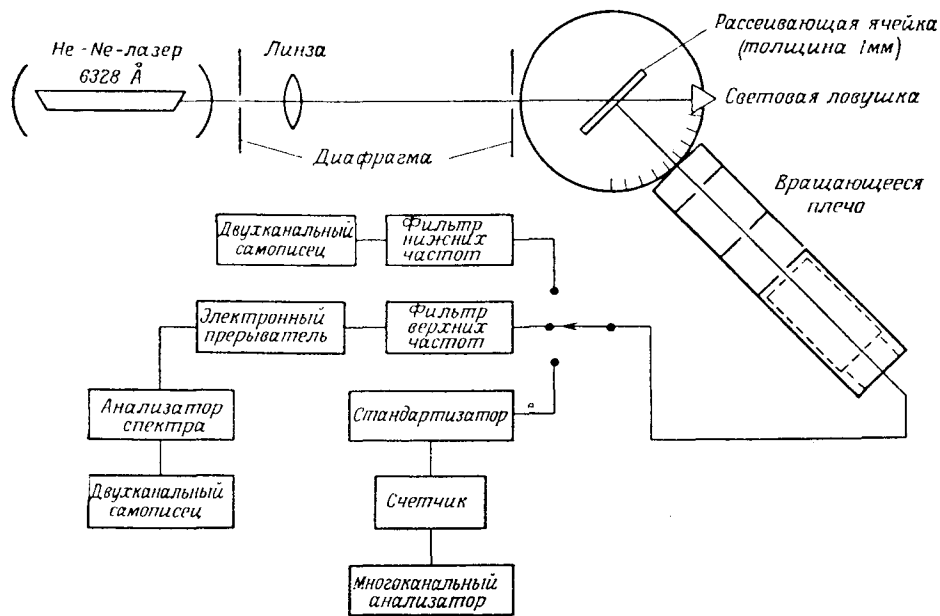 He-Ne-лазер
6328 Å
Линза
Диафрагма
Рассеивающая ячейка
(толщина 1мм)
Световая ловушка
Вращающееся
плечо
Двухканальный
самописец
Фильтр
нижних
частот
Электронный
прерыватель
Фильтр
верхних
частот
Анализатор
спектра
Стандартизатор
Двухканальный
самописец
Счетчик
Многоканальный
анализатор